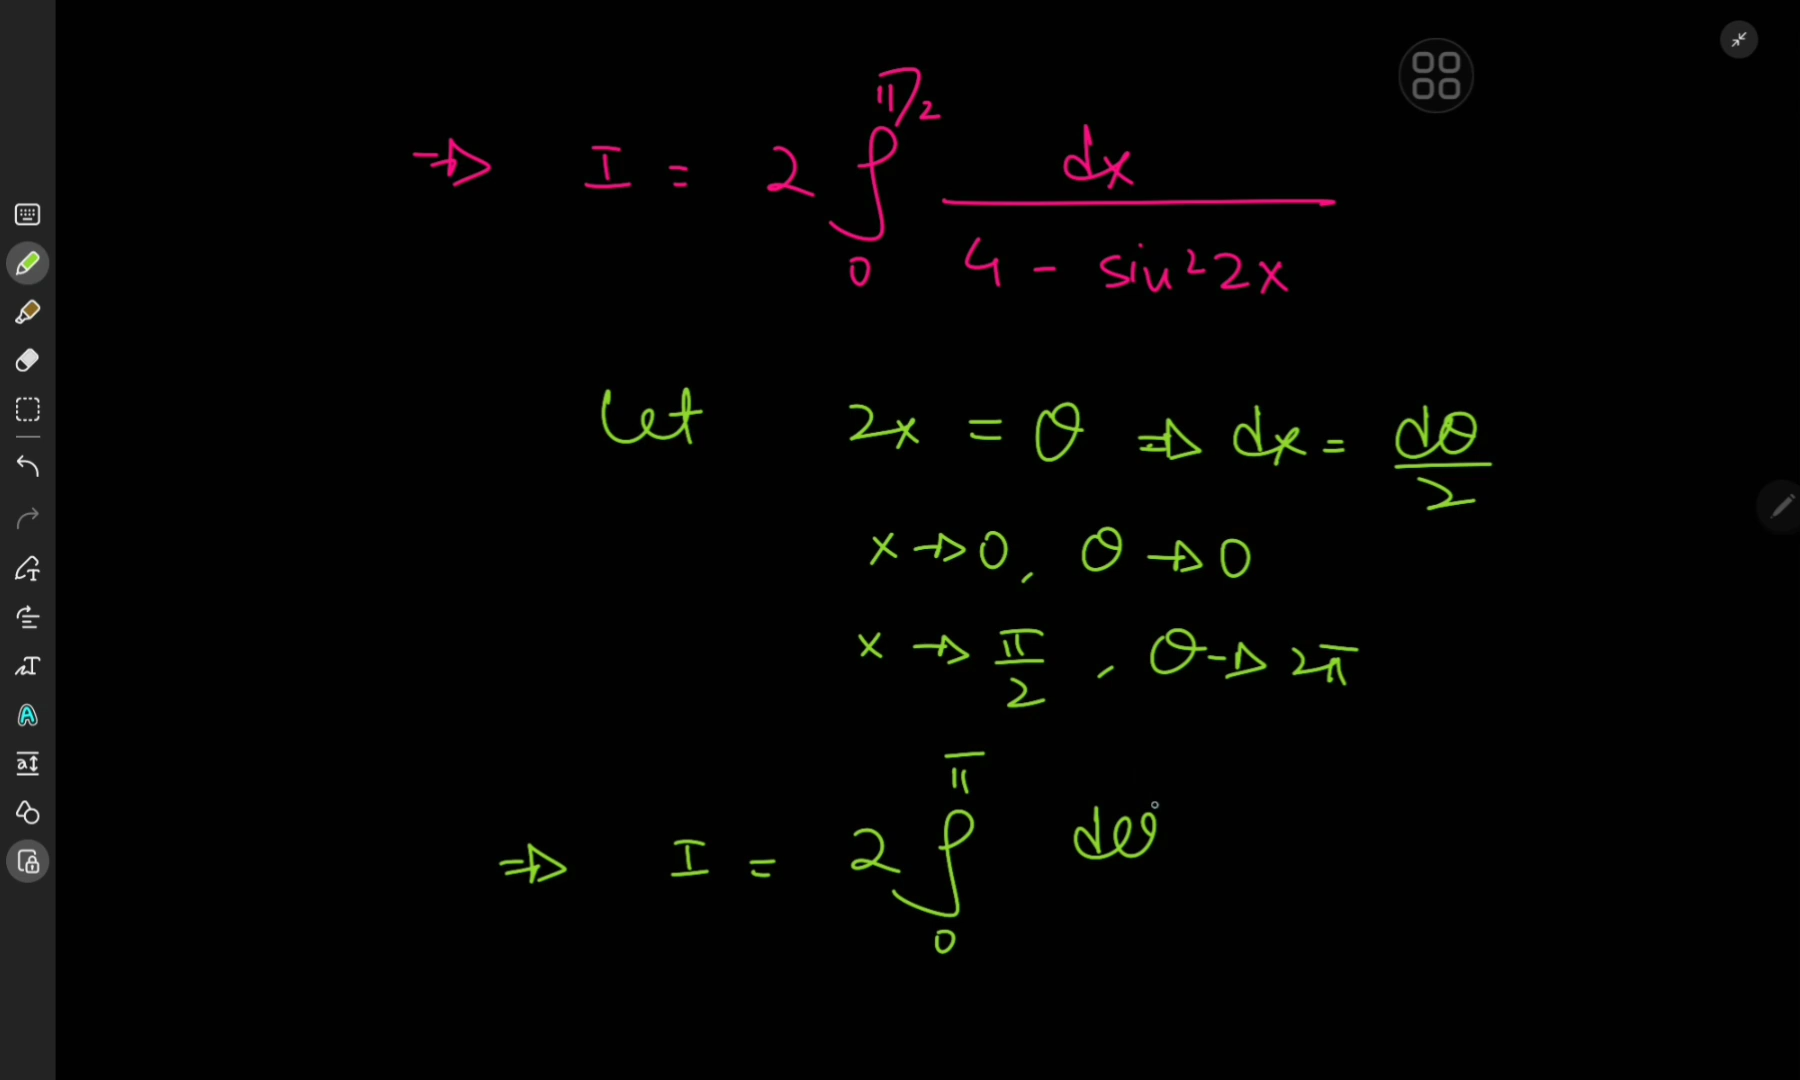 ⇒ I = 2 ∫₀^{π/2} dx / (4 - sin²2x)
Let 2x = θ ⇒ dx = dθ/2
x → 0, θ → 0
x → π/2, θ → 2π
⇒ I = 2 ∫₀^π dθ